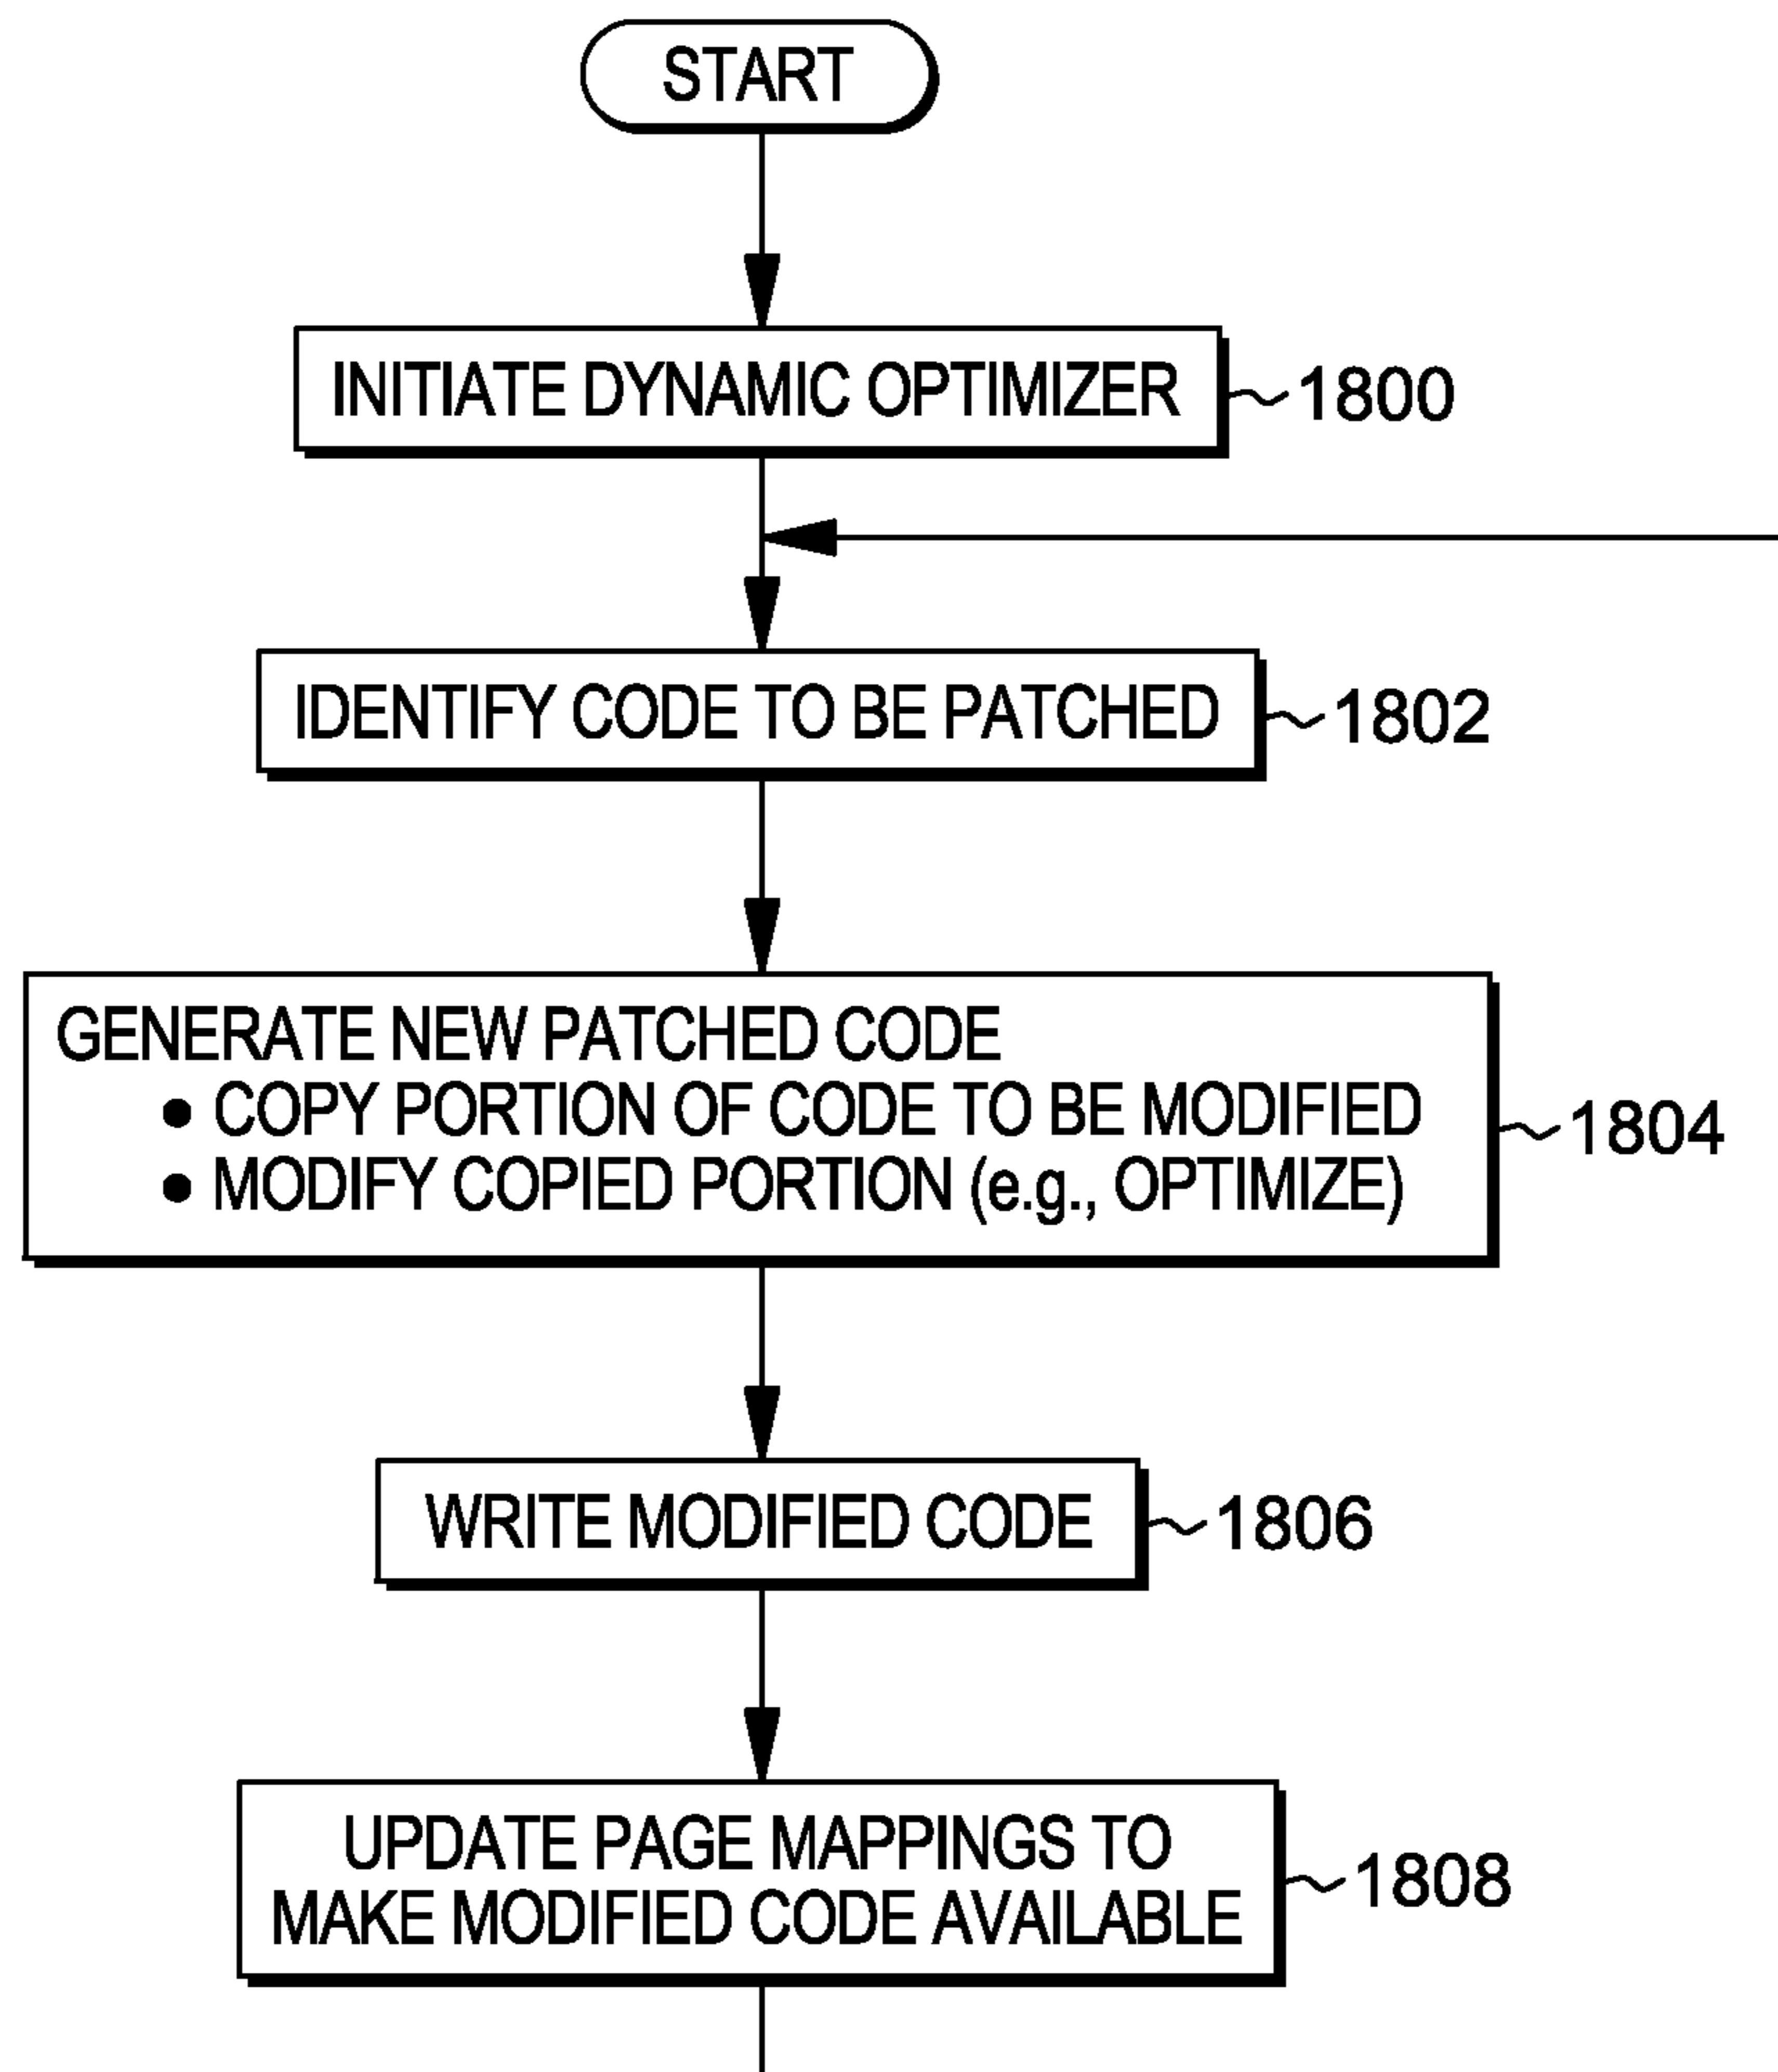 START
INITIATE DYNAMIC OPTIMIZER
1800
IDENTIFY CODE TO BE PATCHED
1802
GENERATE NEW PATCHED CODE
• COPY PORTION OF CODE TO BE MODIFIED
• MODIFY COPIED PORTION (e.g., OPTIMIZE)
1804
WRITE MODIFIED CODE
1806
UPDATE PAGE MAPPINGS TO
MAKE MODIFIED CODE AVAILABLE
1808